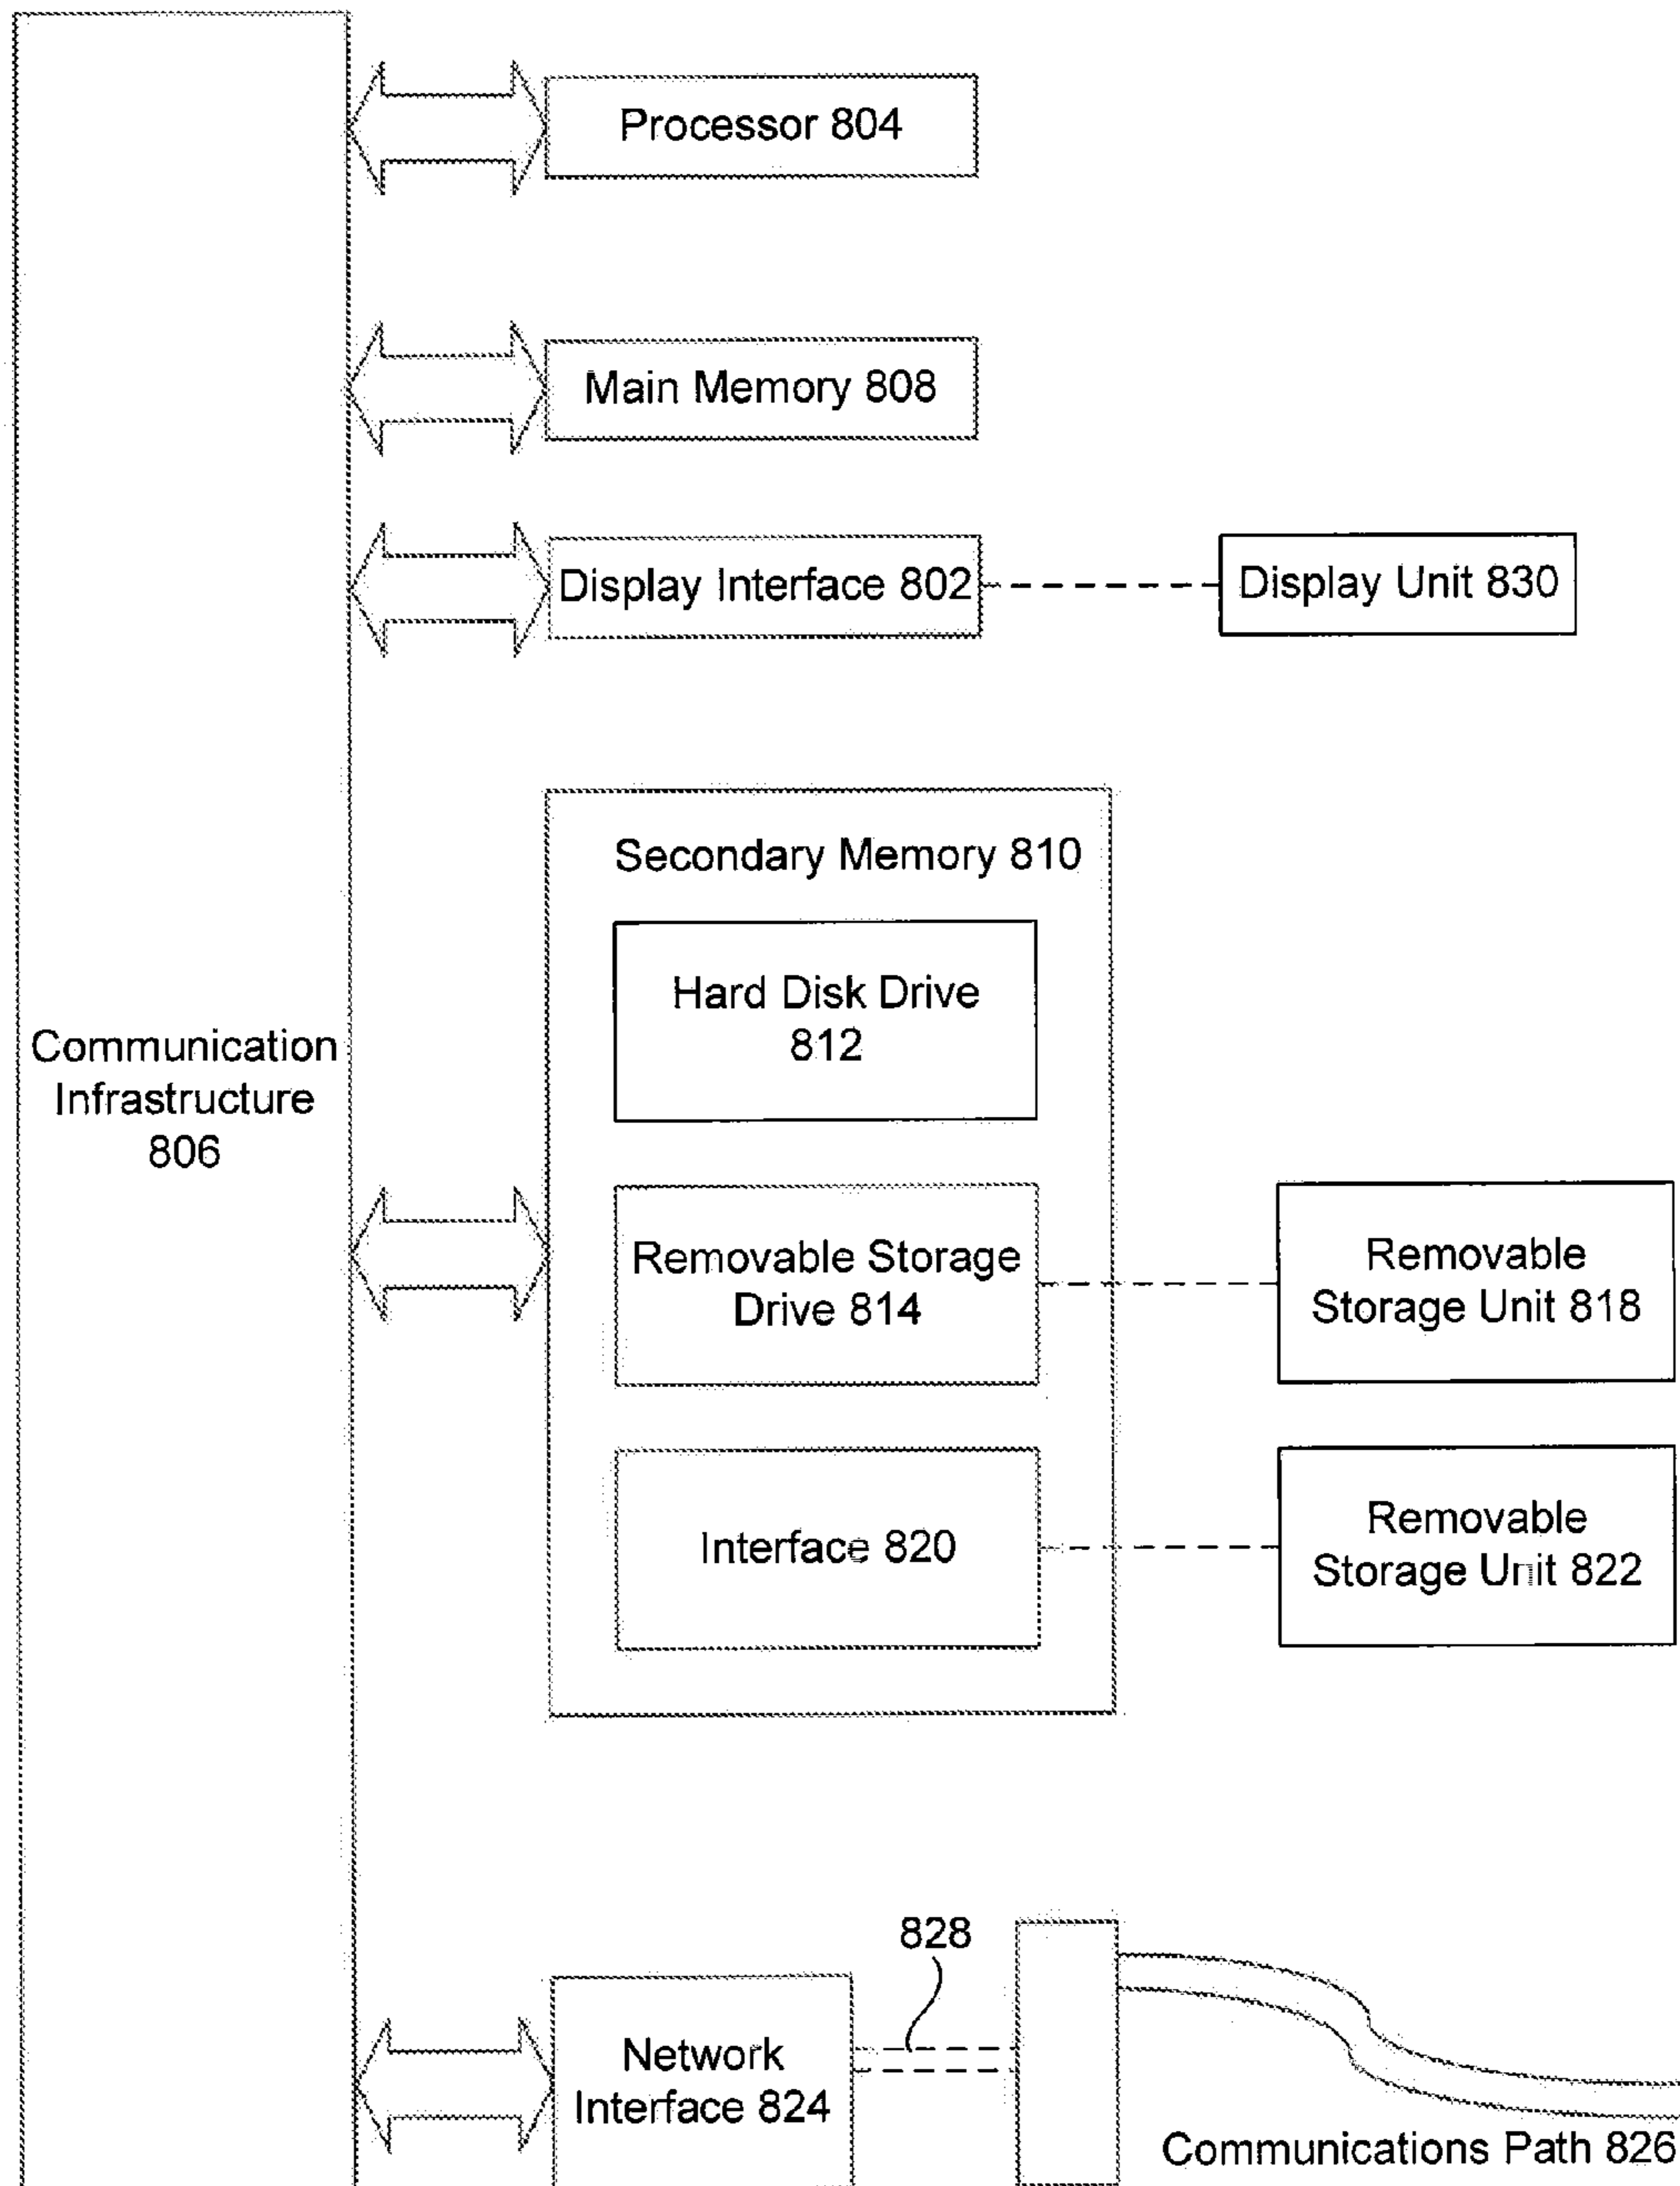 Processor 804
Main Memory 808
Display Interface 802
Display Unit 830
Secondary Memory 810
Hard Disk Drive
812
Communication
Infrastructure
806
Removable Storage
Drive 814
Removable
Storage Unit 818
Interface 820
Removable
Storage Unit 822
828
Network
Interface 824
Communications Path 826